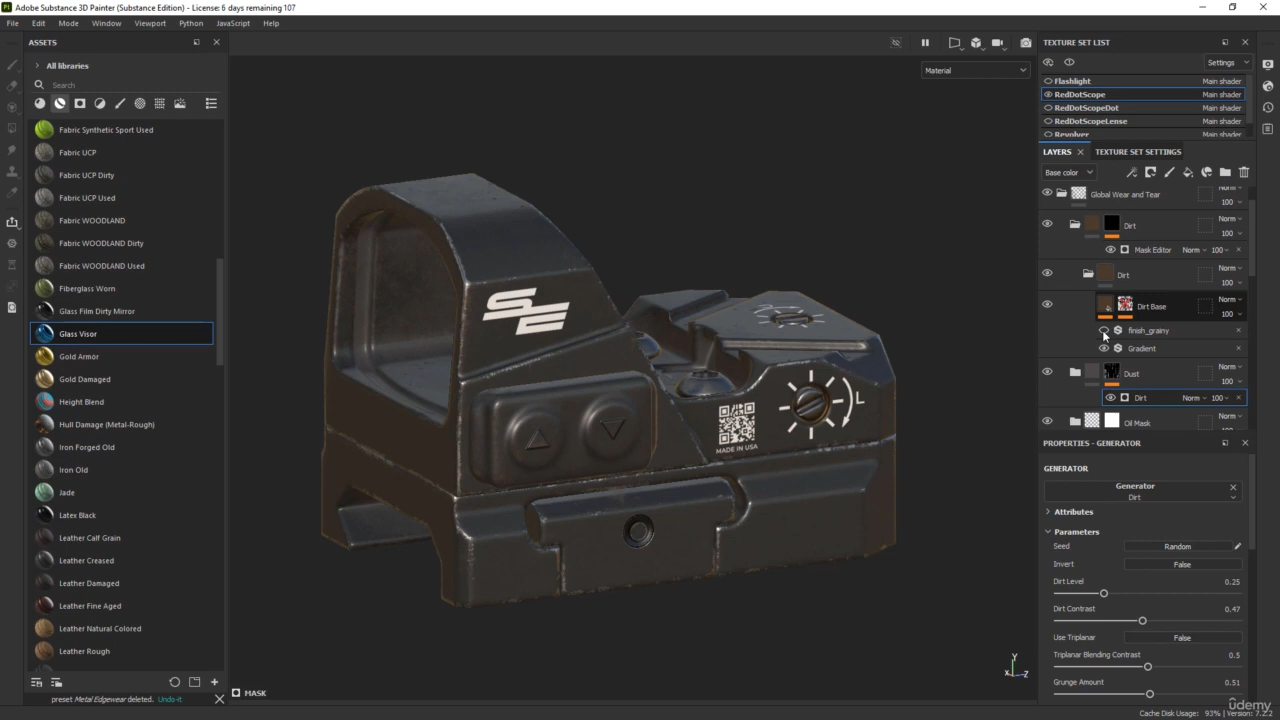 Adobe Substance 3D Painter (Substance Edition) - License: 6 days remaining 107
File Edit Mode Window Viewport Python JavaScript Help
ASSETS
All libraries
Search
Fabric Synthetic Sport Used
Fabric UCP
Fabric UCP Dirty
Fabric UCP Used
Fabric WOODLAND
Fabric WOODLAND Dirty
Fabric WOODLAND Used
Fiberglass Worn
Glass Film Dirty Mirror
Glass Visor
Gold Armor
Gold Damaged
Height Blend
Hull Damage (Metal-Rough)
Iron Forged Old
Iron Old
Jade
Latex Black
Leather Calf Grain
Leather Creased
Leather Damaged
Leather Fine Aged
Leather Natural Colored
Leather Rough
preset Metal Edgewear deleted. Undo-it
Material
SE
MADE IN USA
L
Y
X Z
MASK
TEXTURE SET LIST
Settings
Flashlight Main shader
RedDotScope Main shader
RedDotScopeDot Main shader
RedDotScopeLense Main shader
Revolver Main shader
LAYERS TEXTURE SET SETTINGS
Base color
Norm
Global Wear and Tear
100
Norm
Dirt
100
Mask Editor Norm 100
Norm
Dirt
100
Norm
Dirt Base
100
finish_grainy
Gradient
Norm
Dust
100
Dirt Norm 100
Norm
Oil Mask
100
PROPERTIES - GENERATOR
GENERATOR
Generator
Dirt
Attributes
Parameters
Seed Random
Invert False
Dirt Level 0.25
Dirt Contrast 0.47
Use Triplanar False
Triplanar Blending Contrast 0.5
Grunge Amount 0.51
Cache Disk Usage: 93% | Version: 7.2.2
udemy